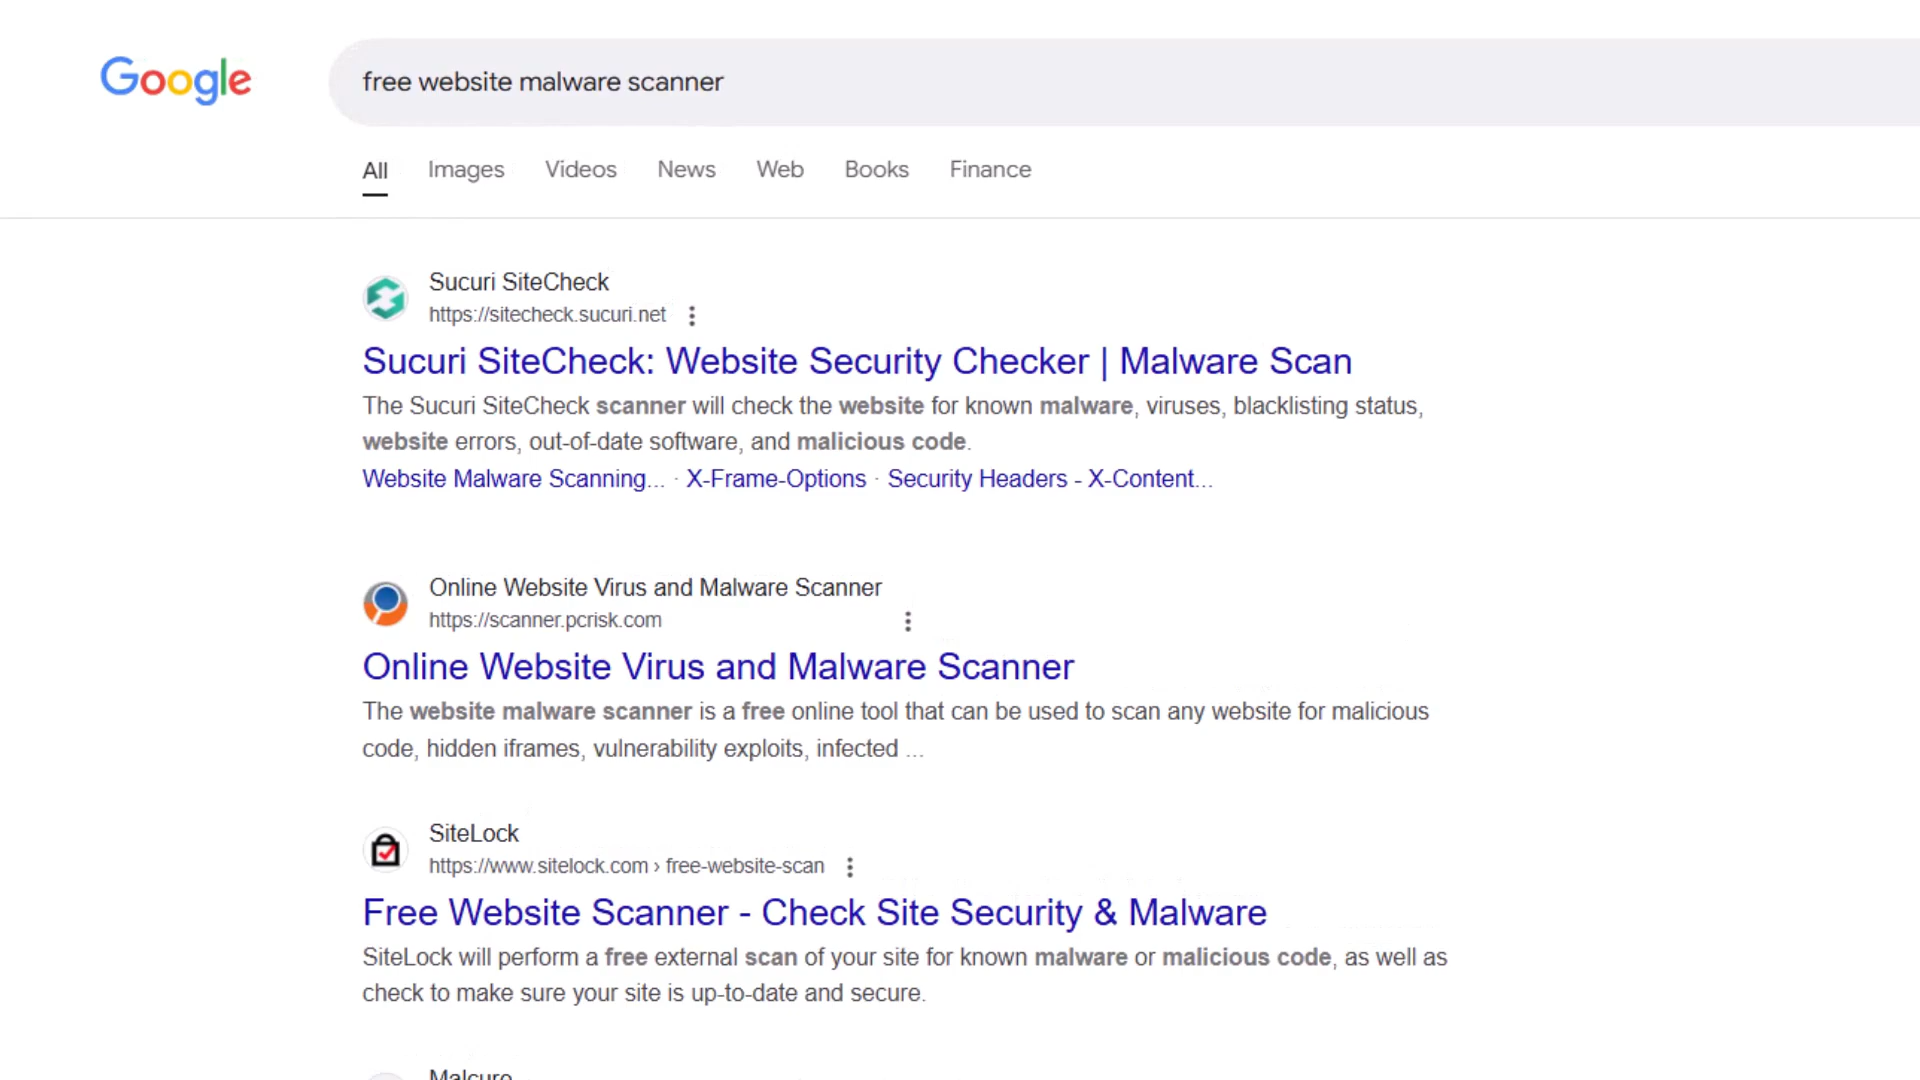 Google
free website malware scanner
All Images Videos News Web Books Finance
Sucuri SiteCheck
https://sitecheck.sucuri.net
Sucuri SiteCheck: Website Security Checker | Malware Scan
The Sucuri SiteCheck scanner will check the website for known malware, viruses, blacklisting status,
website errors, out-of-date software, and malicious code.
Website Malware Scanning... · X-Frame-Options · Security Headers - X-Content...
Online Website Virus and Malware Scanner
https://scanner.pcrisk.com
Online Website Virus and Malware Scanner
The website malware scanner is a free online tool that can be used to scan any website for malicious
code, hidden iframes, vulnerability exploits, infected ...
SiteLock
https://www.sitelock.com › free-website-scan
Free Website Scanner - Check Site Security & Malware
SiteLock will perform a free external scan of your site for known malware or malicious code, as well as
check to make sure your site is up-to-date and secure.
Malcure